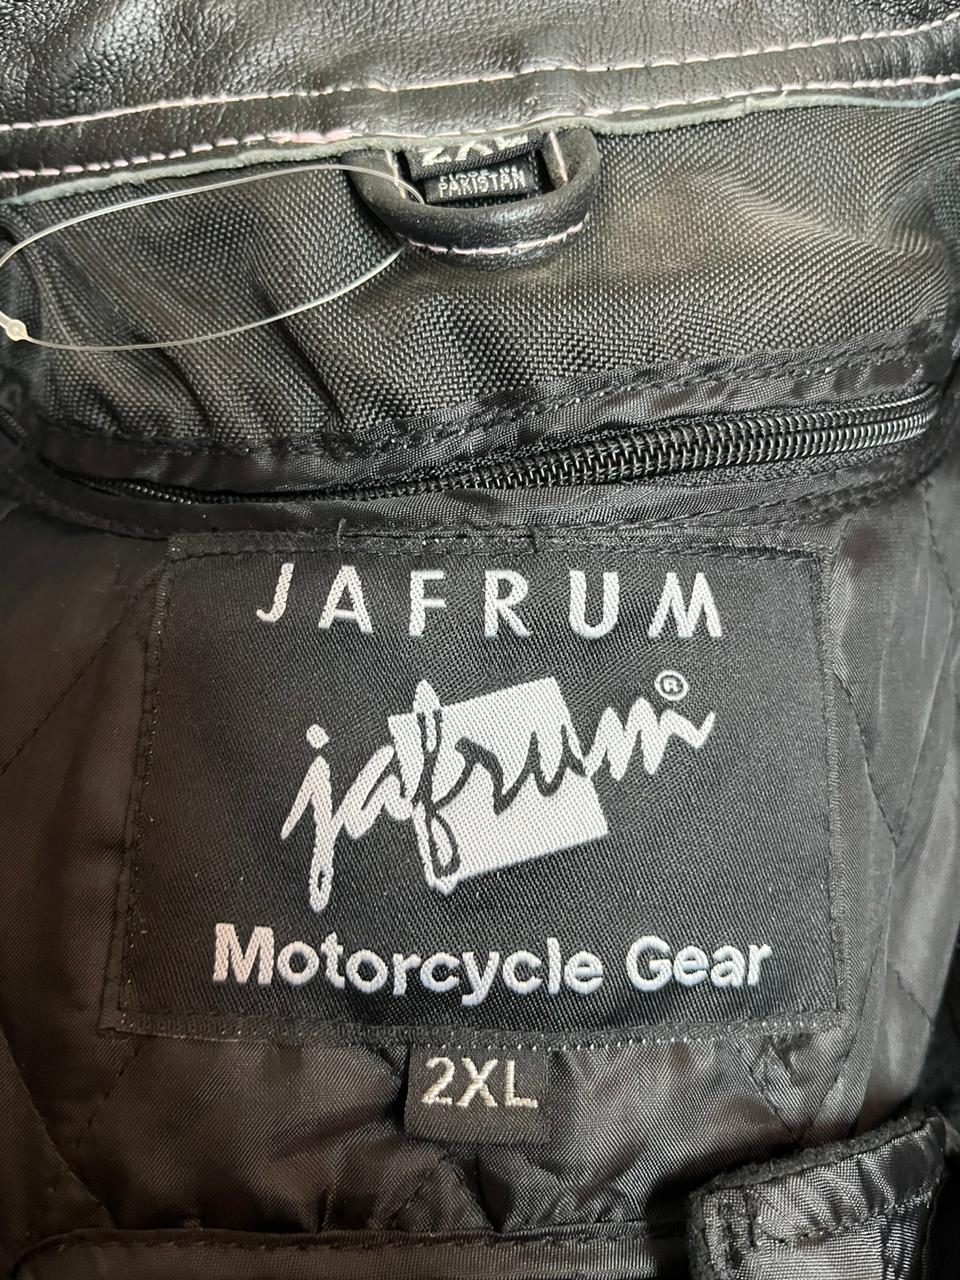 2XL
PAKISTAN
JAFRUM
jafrum®
Motorcycle Gear
2XL